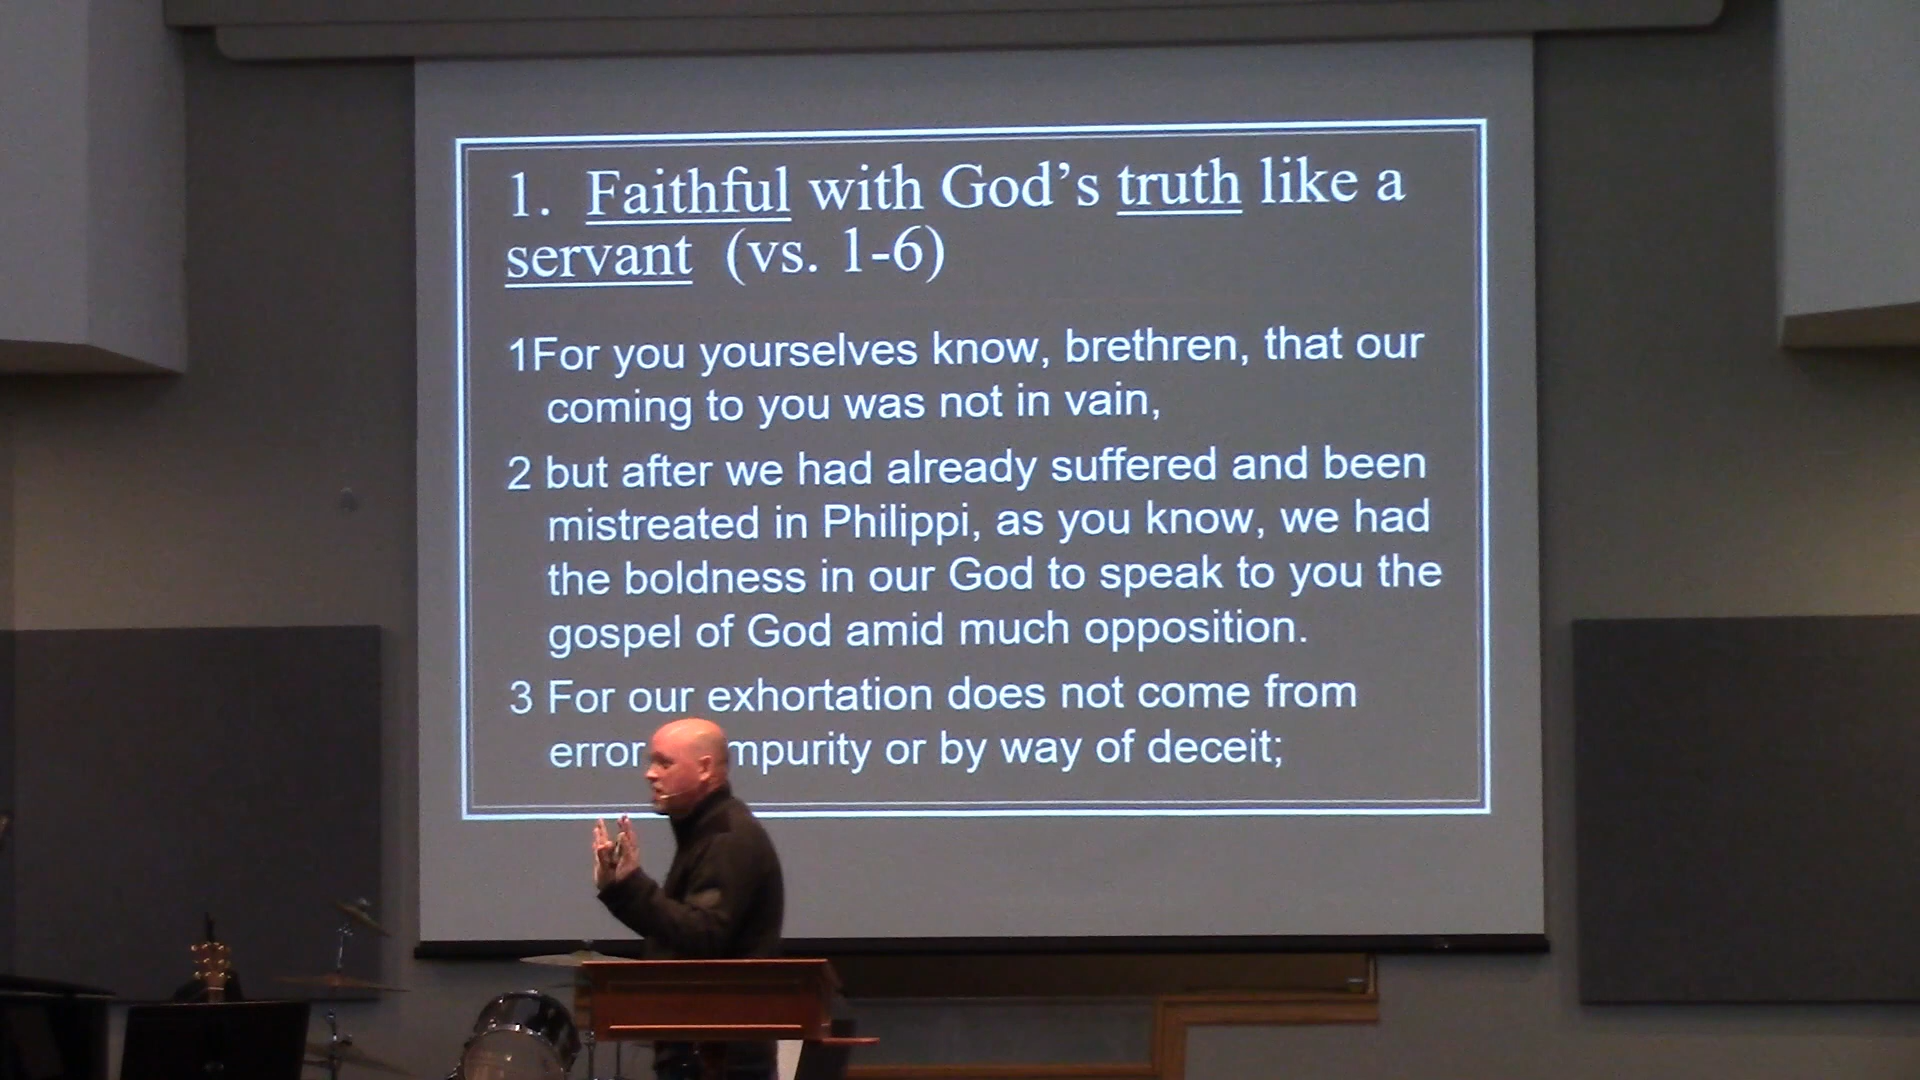 1. Faithful with God's truth like a
servant (vs. 1-6)
1For you yourselves know, brethren, that our
coming to you was not in vain,
2 but after we had already suffered and been
mistreated in Philippi, as you know, we had
the boldness in our God to speak to you the
gospel of God amid much opposition.
3 For our exhortation does not come from
error mpurity or by way of deceit;